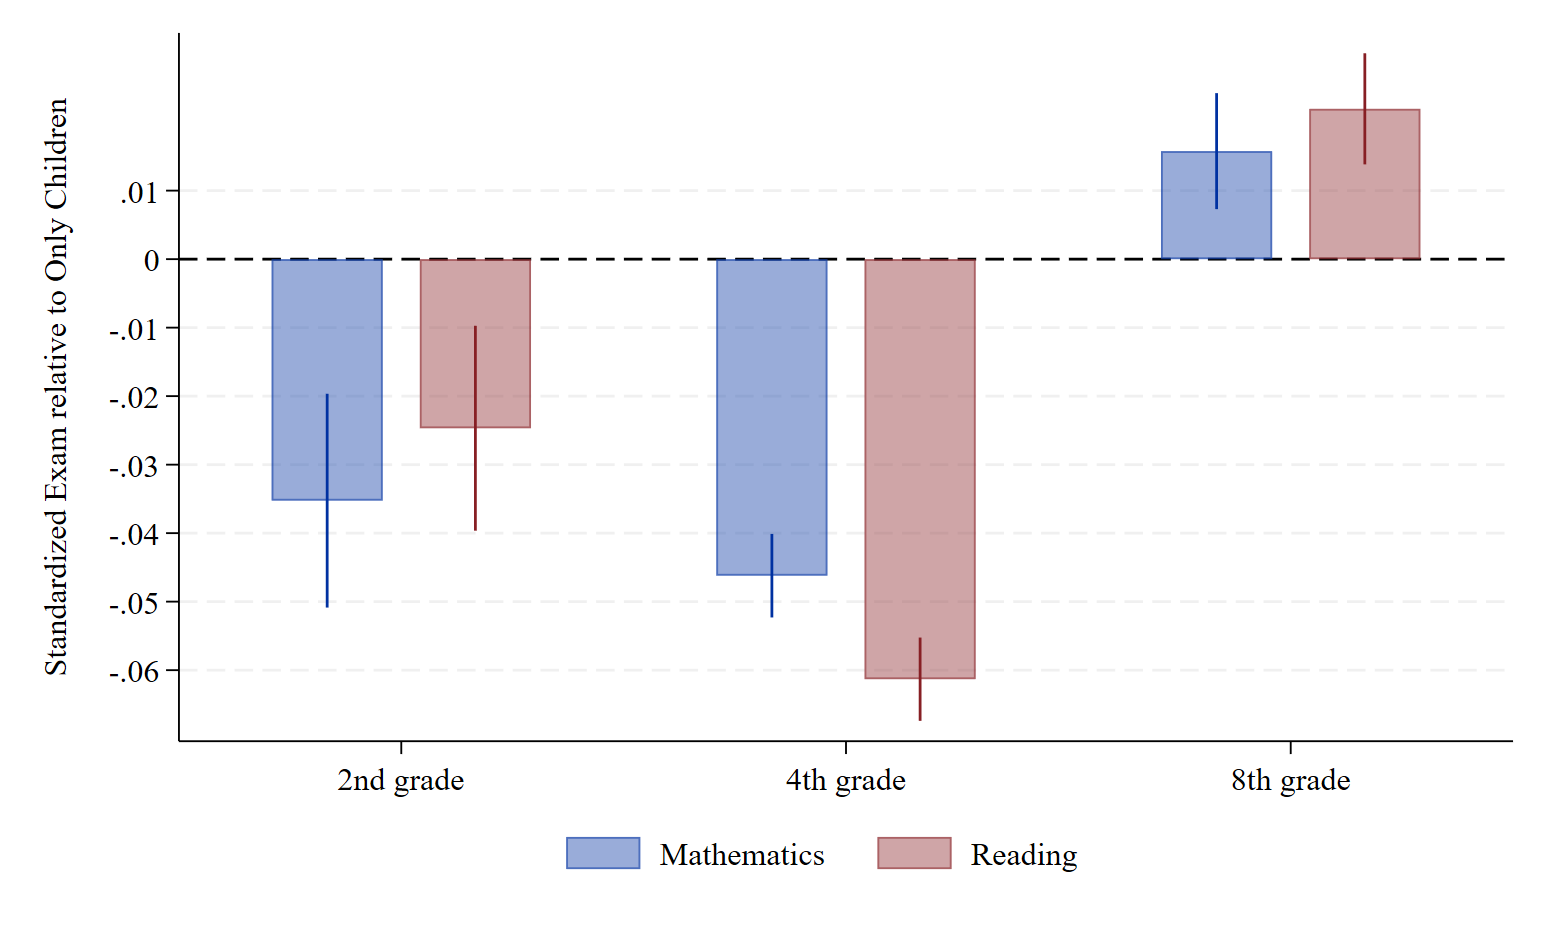 Standardized Exam relative to Only Children
.01
0
-.01
-.02
-.03
-.04
-.05
-.06
2nd grade 4th grade 8th grade
Mathematics Reading